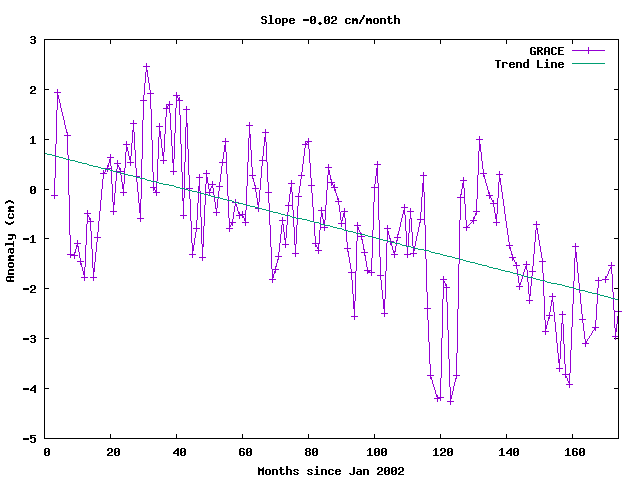 Slope -0.02 cm/month
GRACE
Trend Line
3
2
1
0
-1
-2
-3
-4
-5
Anomaly (cm)
0 20 40 60 80 100 120 140 160
Months since Jan 2002